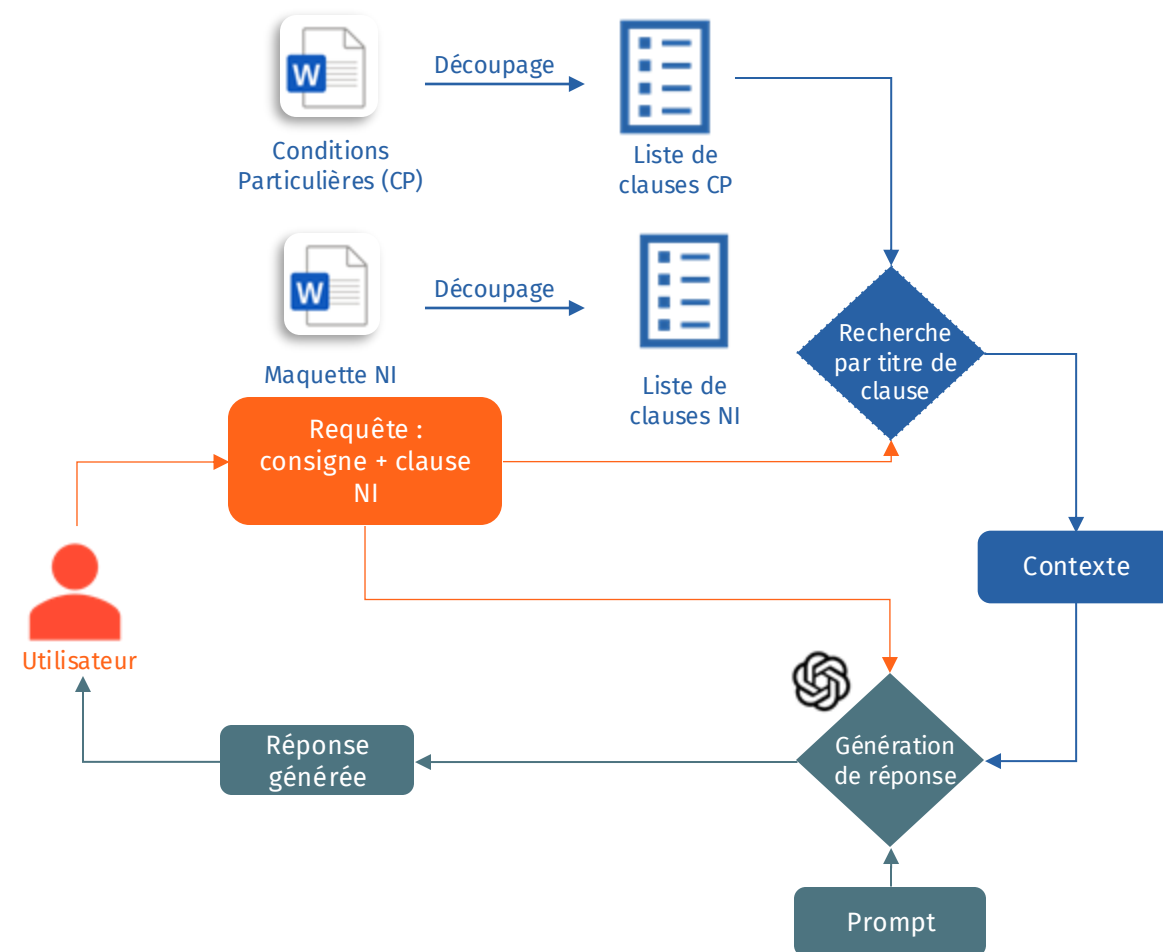 W
Découpage
Conditions
Particulières (CP)
Liste de
clauses CP
W
Découpage
Maquette NI
Liste de
clauses NI
Recherche
par titre de
clause
Requête :
consigne + clause
NI
Contexte
Utilisateur
Réponse
générée
Génération
de réponse
Prompt